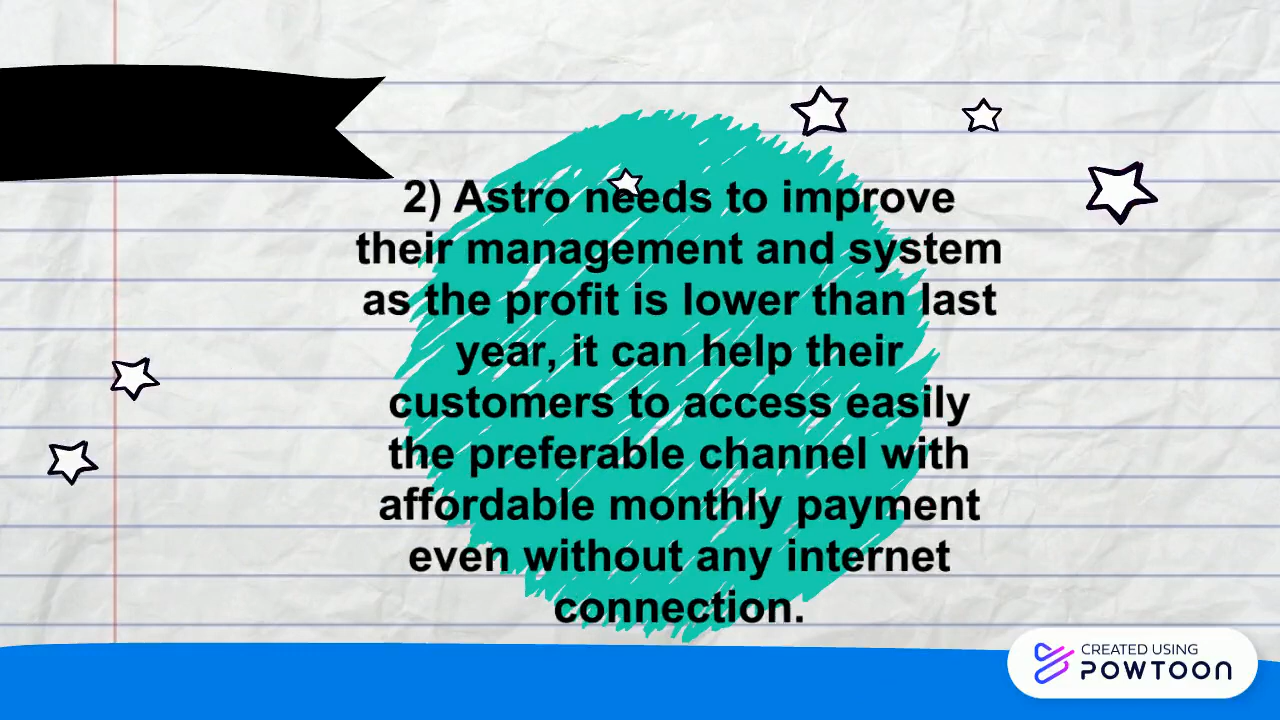 2) Astro needs to improve
their management and system
as the profit is lower than last
year, it can help their
customers to access easily
the preferable channel with
affordable monthly payment
even without any internet
connection.
CREATED USING
POWTOON